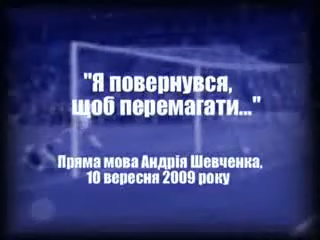 "Я повернувся,
щоб перемагати..."
Пряма мова Андрія Шевченка,
10 вересня 2009 року